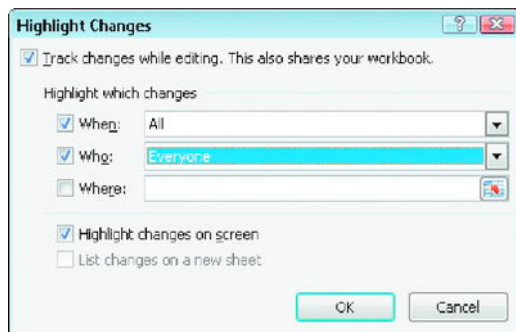 Highlight Changes
Track changes while editing. This also shares your workbook.
Highlight which changes
When: All
Who: Everyone
Where:
Highlight changes on screen
List changes on a new sheet
OK Cancel